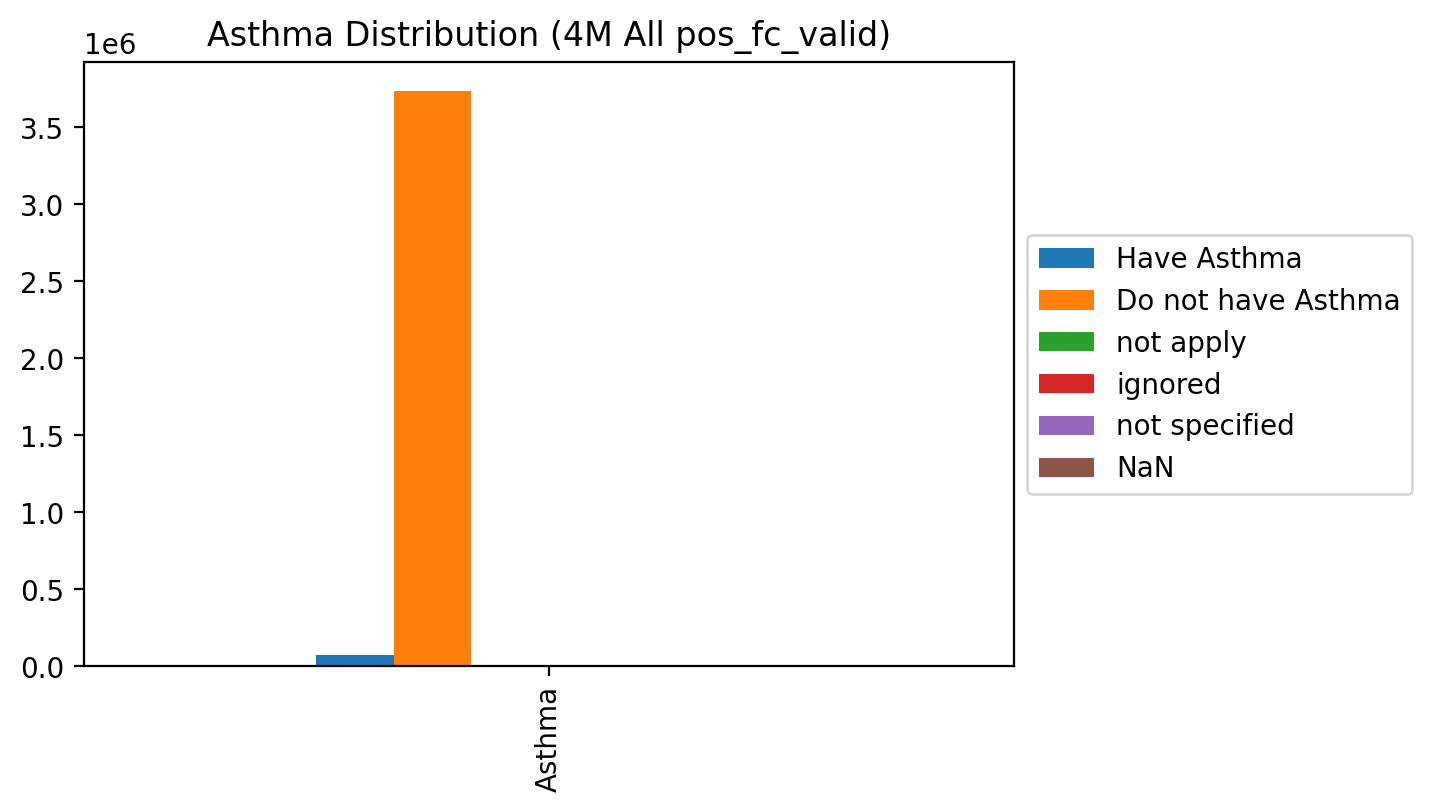 Asthma Distribution (4M All pos_fc_valid)
1e6
3.5
3.0
2.5
2.0
1.5
1.0
0.5
0.0
Asthma
Have Asthma
Do not have Asthma
not apply
ignored
not specified
NaN